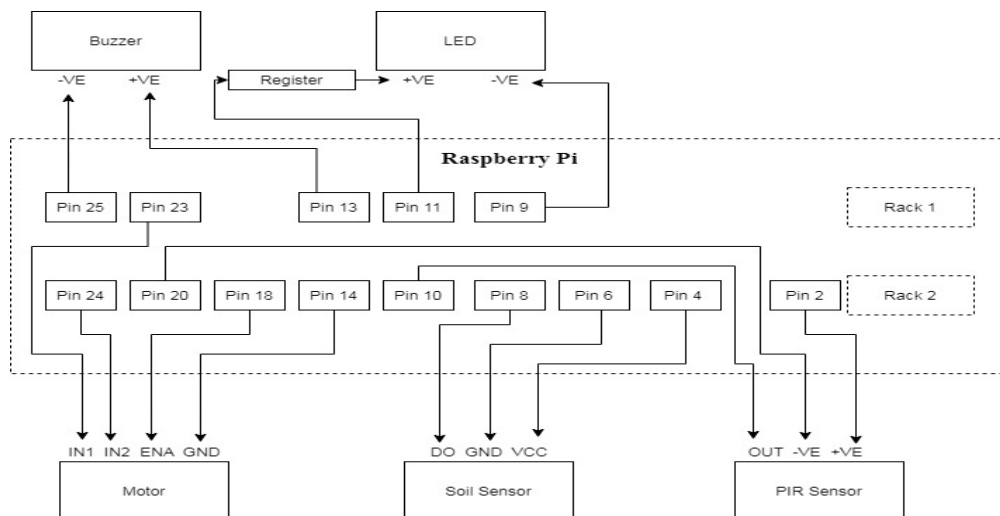 Buzzer
LED
-VE +VE
Register
+VE -VE
Raspberry Pi
Pin 25 Pin 23 Pin 13 Pin 11 Pin 9 Rack 1
Pin 24 Pin 20 Pin 18 Pin 14 Pin 10 Pin 8 Pin 6 Pin 4 Pin 2 Rack 2
IN1 IN2 ENA GND
DO GND VCC
OUT -VE +VE
Motor
Soil Sensor
PIR Sensor